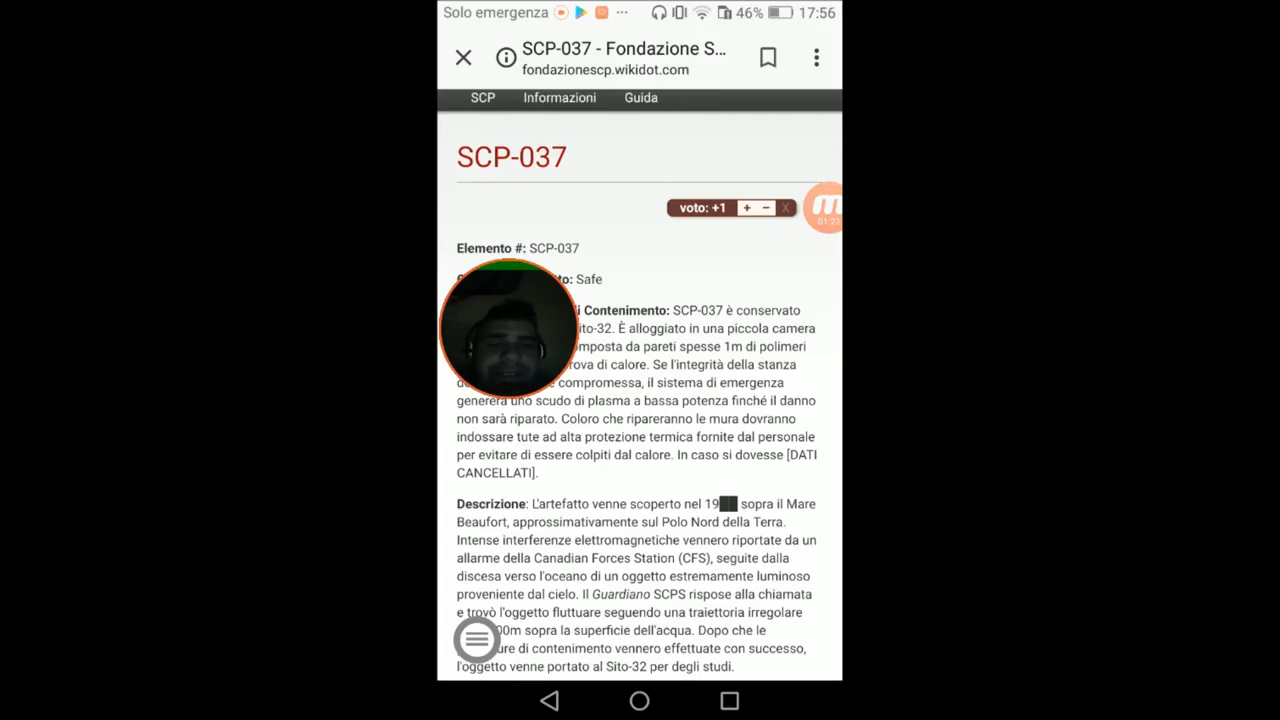 Solo emergenza ... 46% 17:56
SCP-037 - Fondazione S...
fondazionescp.wikidot.com
SCP Informazioni Guida
SCP-037
voto: +1 + – X
01:21
Elemento #: SCP-037
to: Safe
i Contenimento: SCP-037 è conservato
ito-32. È alloggiato in una piccola camera
mposta da pareti spesse 1m di polimeri
rova di calore. Se l'integrità della stanza
compromessa, il sistema di emergenza
genererà uno scudo di plasma a bassa potenza finché il danno
non sarà riparato. Coloro che ripareranno le mura dovranno
indossare tute ad alta protezione termica fornite dal personale
per evitare di essere colpiti dal calore. In caso si dovesse [DATI
CANCELLATI].
Descrizione: L'artefatto venne scoperto nel 19██ sopra il Mare
Beaufort, approssimativamente sul Polo Nord della Terra.
Intense interferenze elettromagnetiche vennero riportate da un
allarme della Canadian Forces Station (CFS), seguite dalla
discesa verso l'oceano di un oggetto estremamente luminoso
proveniente dal cielo. Il Guardiano SCPS rispose alla chiamata
e trovò l'oggetto fluttuare seguendo una traiettoria irregolare
00m sopra la superficie dell'acqua. Dopo che le
ure di contenimento vennero effettuate con successo,
l'oggetto venne portato al Sito-32 per degli studi.